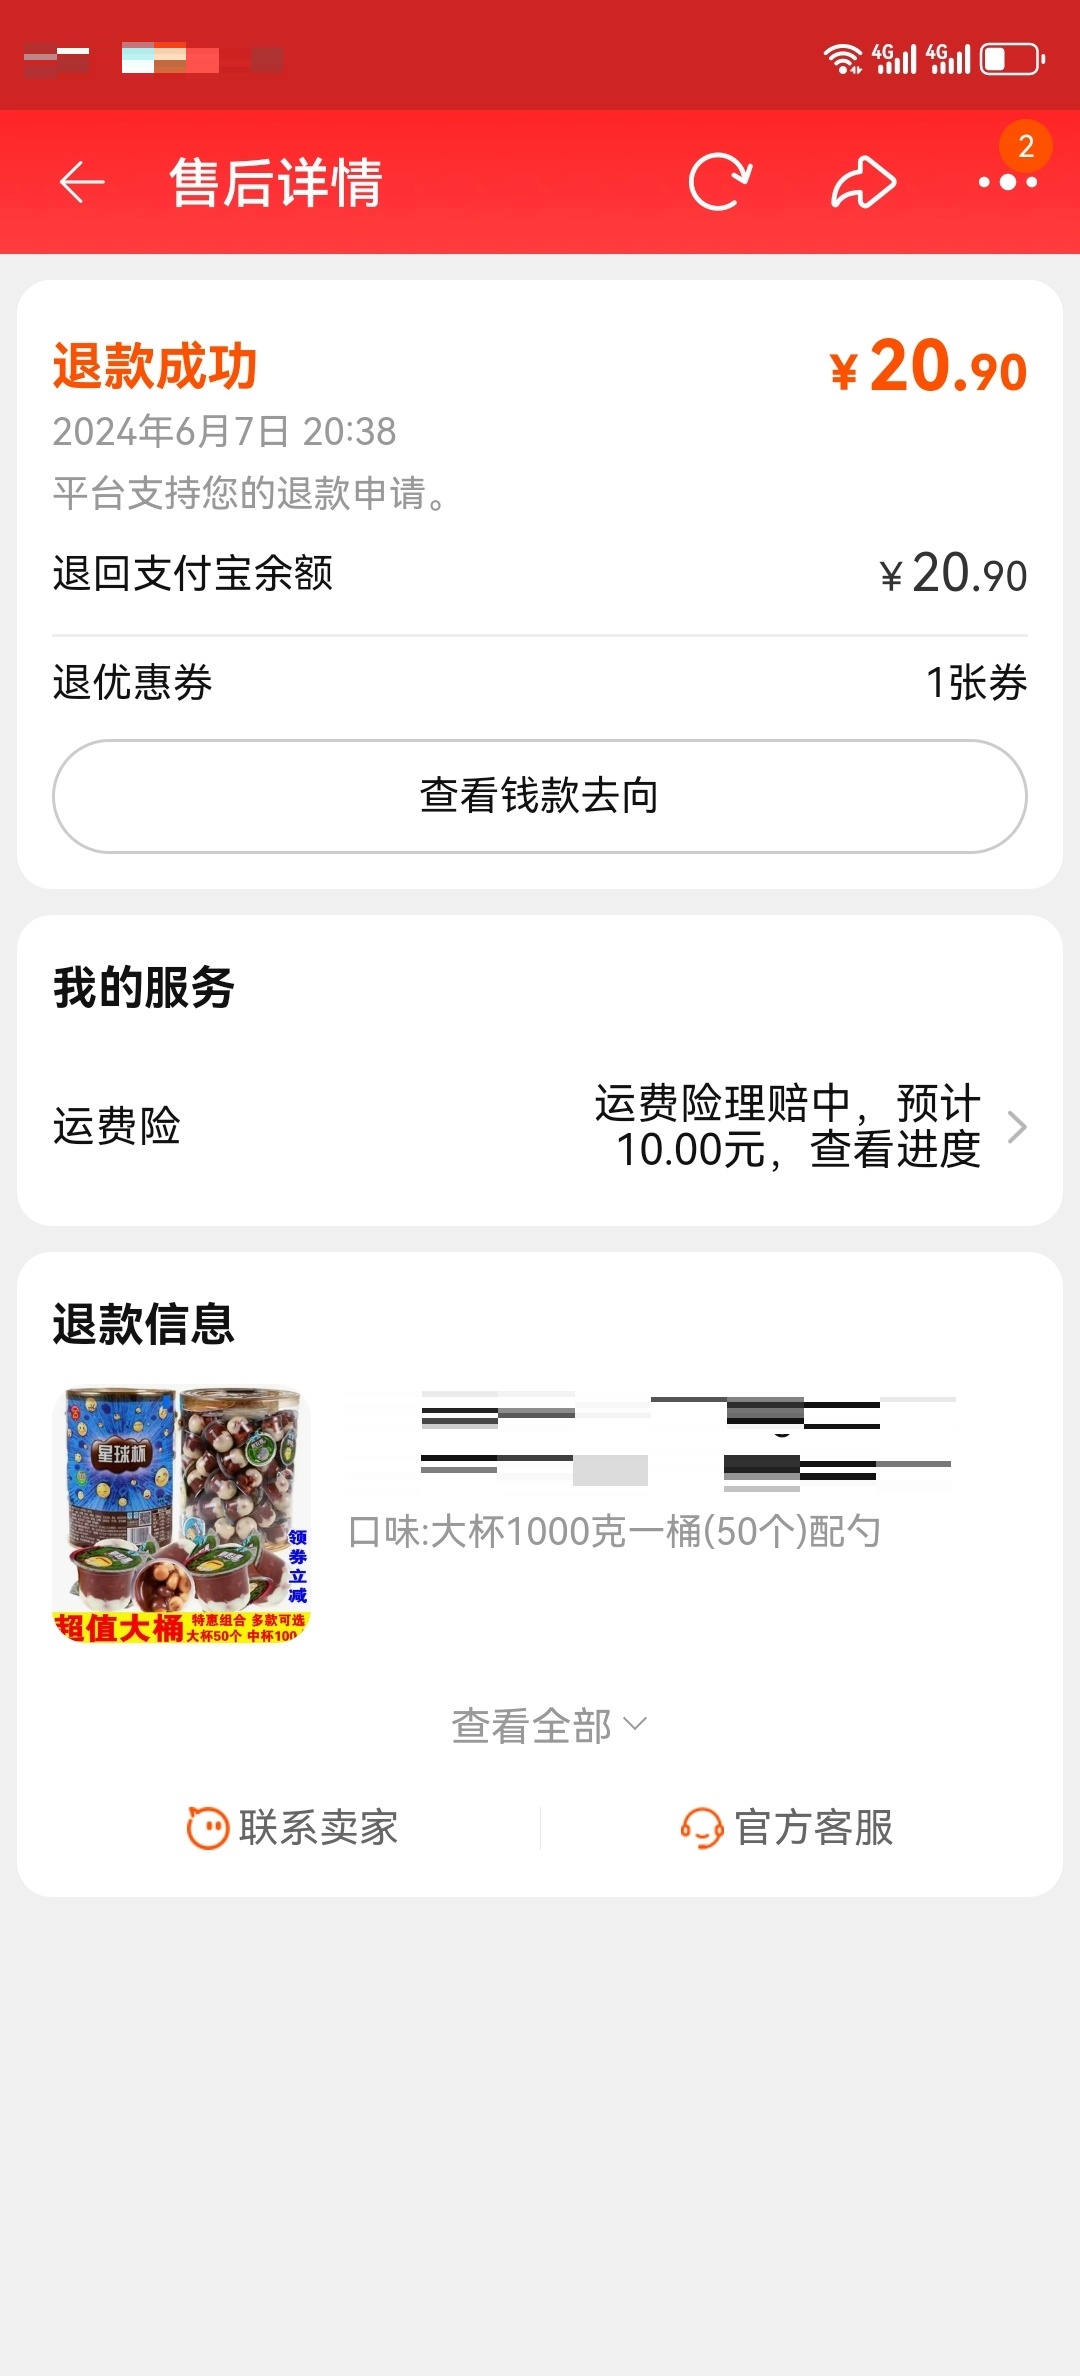 4G 4G
售后详情
2
退款成功 ¥20.90
2024年6月7日 20:38
平台支持您的退款申请。
退回支付宝余额 ¥20.90
退优惠券 1张券
查看钱款去向
我的服务
运费险 运费险理赔中，预计
10.00元，查看进度
退款信息
星球杯
领券立减
超值大桶 特惠组合 多款可选
大杯50个 中杯100
口味:大杯1000克一桶(50个)配勺
查看全部
联系卖家 官方客服